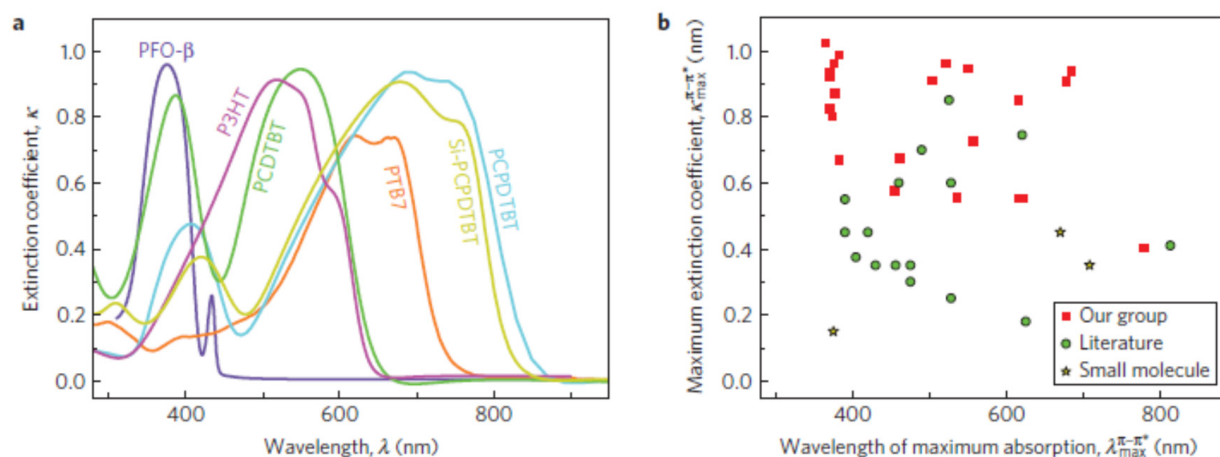 a
PFO-β
P3HT
PCDTBT
PTB7
Si-PCPDTBT
PCPDTBT
Extinction coefficient, κ
1.0
0.8
0.6
0.4
0.2
0.0
400
600
800
Wavelength, λ (nm)
b
Maximum extinction coefficient, κ_max^π–π* (nm)
1.0
0.8
0.6
0.4
0.2
0.0
Our group
Literature
Small molecule
400
600
800
Wavelength of maximum absorption, λ_max^π–π* (nm)